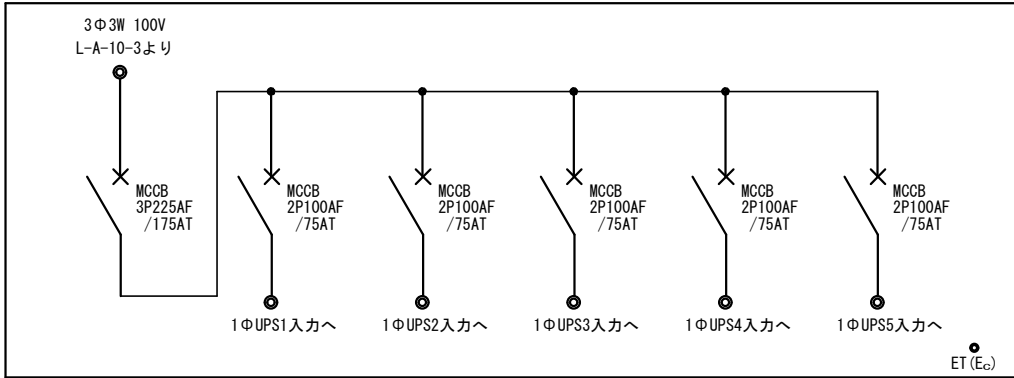 3Φ3W 100V
L-A-10-3より
MCCB
3P225AF
/175AT
MCCB
2P100AF
/75AT
MCCB
2P100AF
/75AT
MCCB
2P100AF
/75AT
MCCB
2P100AF
/75AT
MCCB
2P100AF
/75AT
1ΦUPS1入力へ
1ΦUPS2入力へ
1ΦUPS3入力へ
1ΦUPS4入力へ
1ΦUPS5入力へ
ET(Ec)